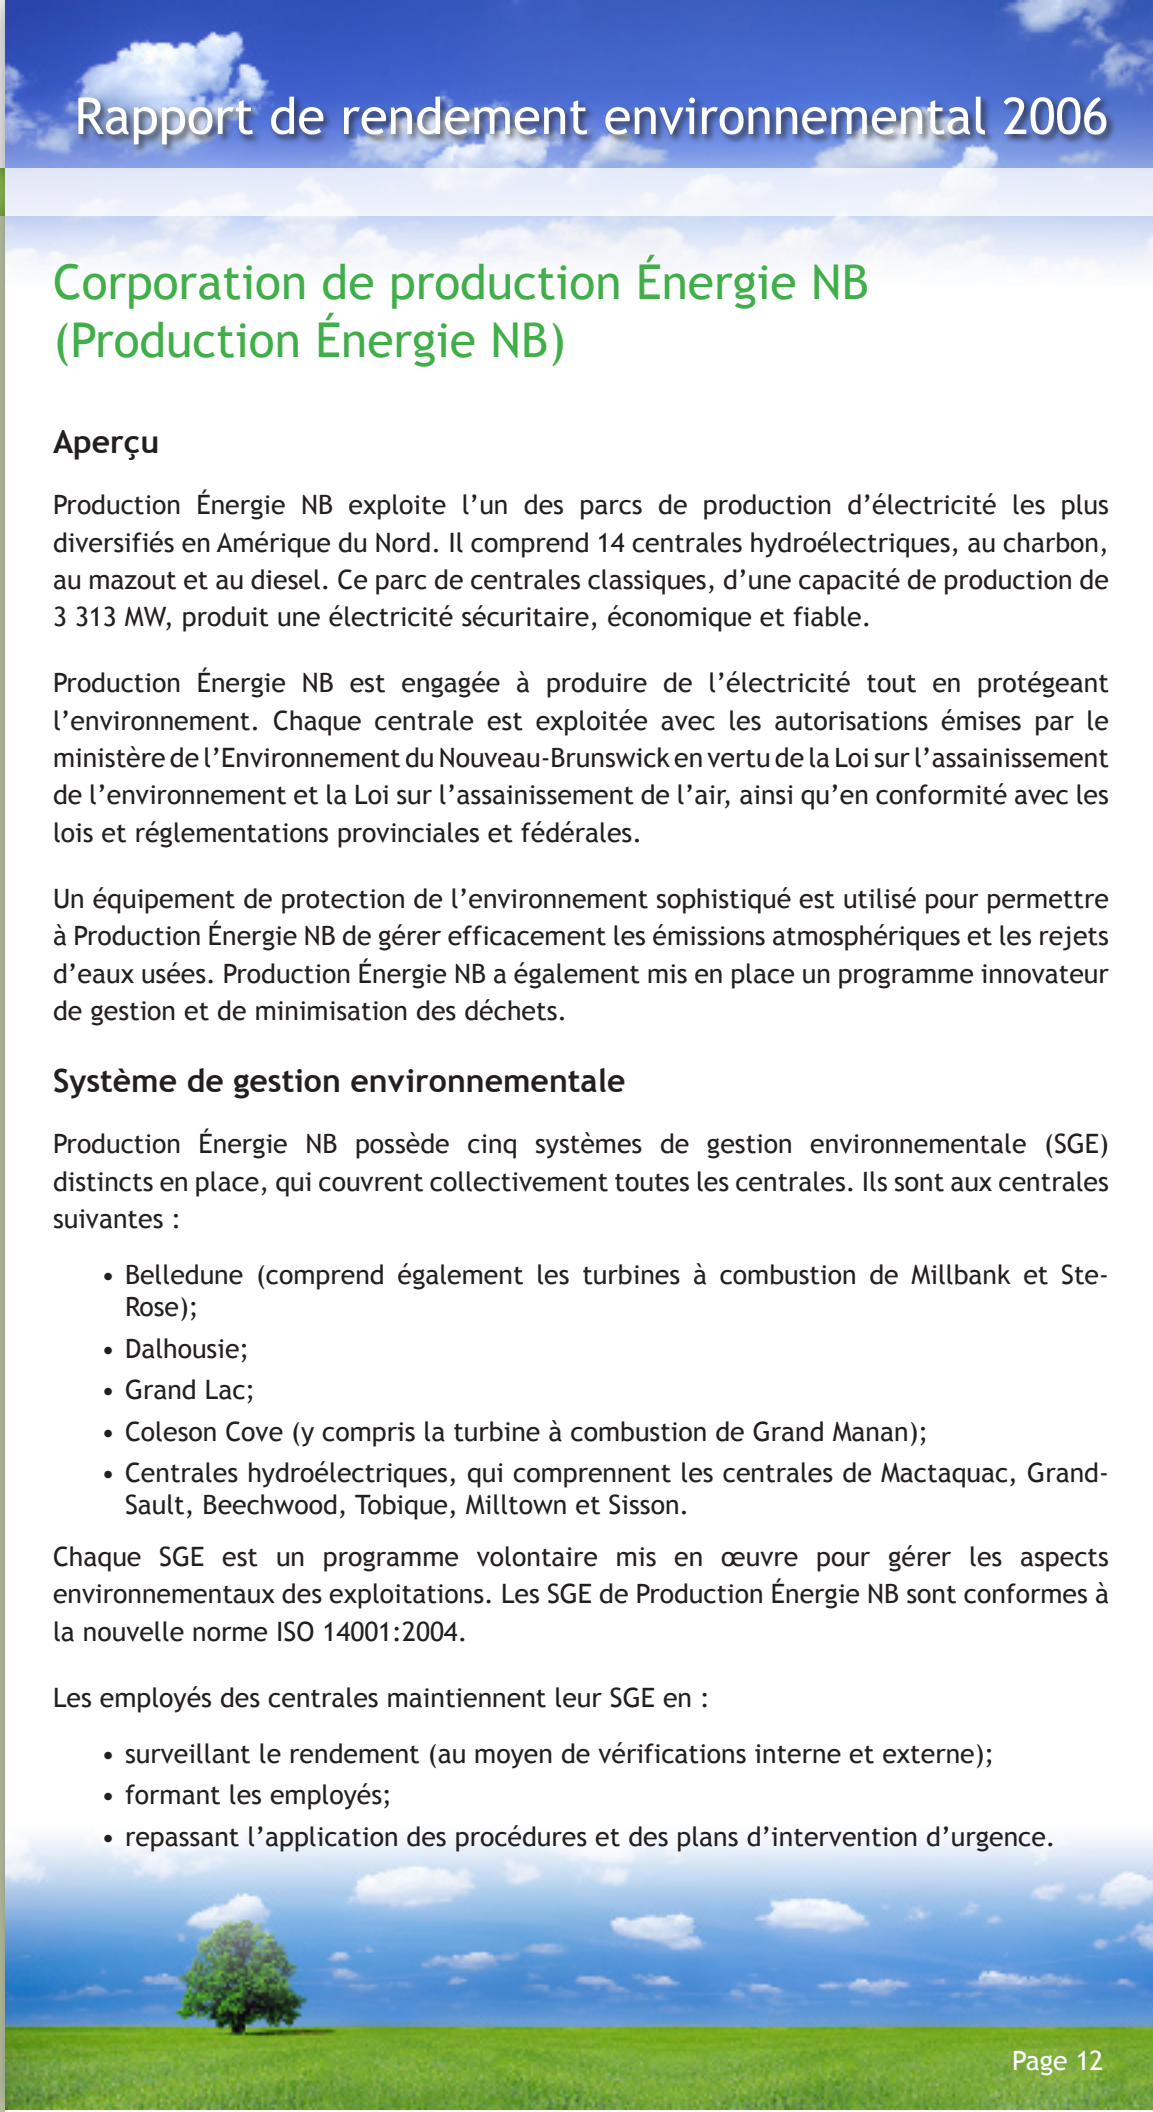 Rapport de rendement environnemental 2006
Corporation de production Énergie NB
(Production Énergie NB)
Aperçu
Production Énergie NB exploite l’un des parcs de production d’électricité les plus
diversifiés en Amérique du Nord. Il comprend 14 centrales hydroélectriques, au charbon,
au mazout et au diesel. Ce parc de centrales classiques, d’une capacité de production de
3 313 MW, produit une électricité sécuritaire, économique et fiable.
Production Énergie NB est engagée à produire de l’électricité tout en protégeant
l’environnement. Chaque centrale est exploitée avec les autorisations émises par le
ministère de l’Environnement du Nouveau-Brunswick en vertu de la Loi sur l’assainissement
de l’environnement et la Loi sur l’assainissement de l’air, ainsi qu’en conformité avec les
lois et réglementations provinciales et fédérales.
Un équipement de protection de l’environnement sophistiqué est utilisé pour permettre
à Production Énergie NB de gérer efficacement les émissions atmosphériques et les rejets
d’eaux usées. Production Énergie NB a également mis en place un programme innovateur
de gestion et de minimisation des déchets.
Système de gestion environnementale
Production Énergie NB possède cinq systèmes de gestion environnementale (SGE)
distincts en place, qui couvrent collectivement toutes les centrales. Ils sont aux centrales
suivantes :
• Belledune (comprend également les turbines à combustion de Millbank et Ste-
Rose);
• Dalhousie;
• Grand Lac;
• Coleson Cove (y compris la turbine à combustion de Grand Manan);
• Centrales hydroélectriques, qui comprennent les centrales de Mactaquac, Grand-
Sault, Beechwood, Tobique, Milltown et Sisson.
Chaque SGE est un programme volontaire mis en œuvre pour gérer les aspects
environnementaux des exploitations. Les SGE de Production Énergie NB sont conformes à
la nouvelle norme ISO 14001:2004.
Les employés des centrales maintiennent leur SGE en :
• surveillant le rendement (au moyen de vérifications interne et externe);
• formant les employés;
• repassant l’application des procédures et des plans d’intervention d’urgence.
Page 12